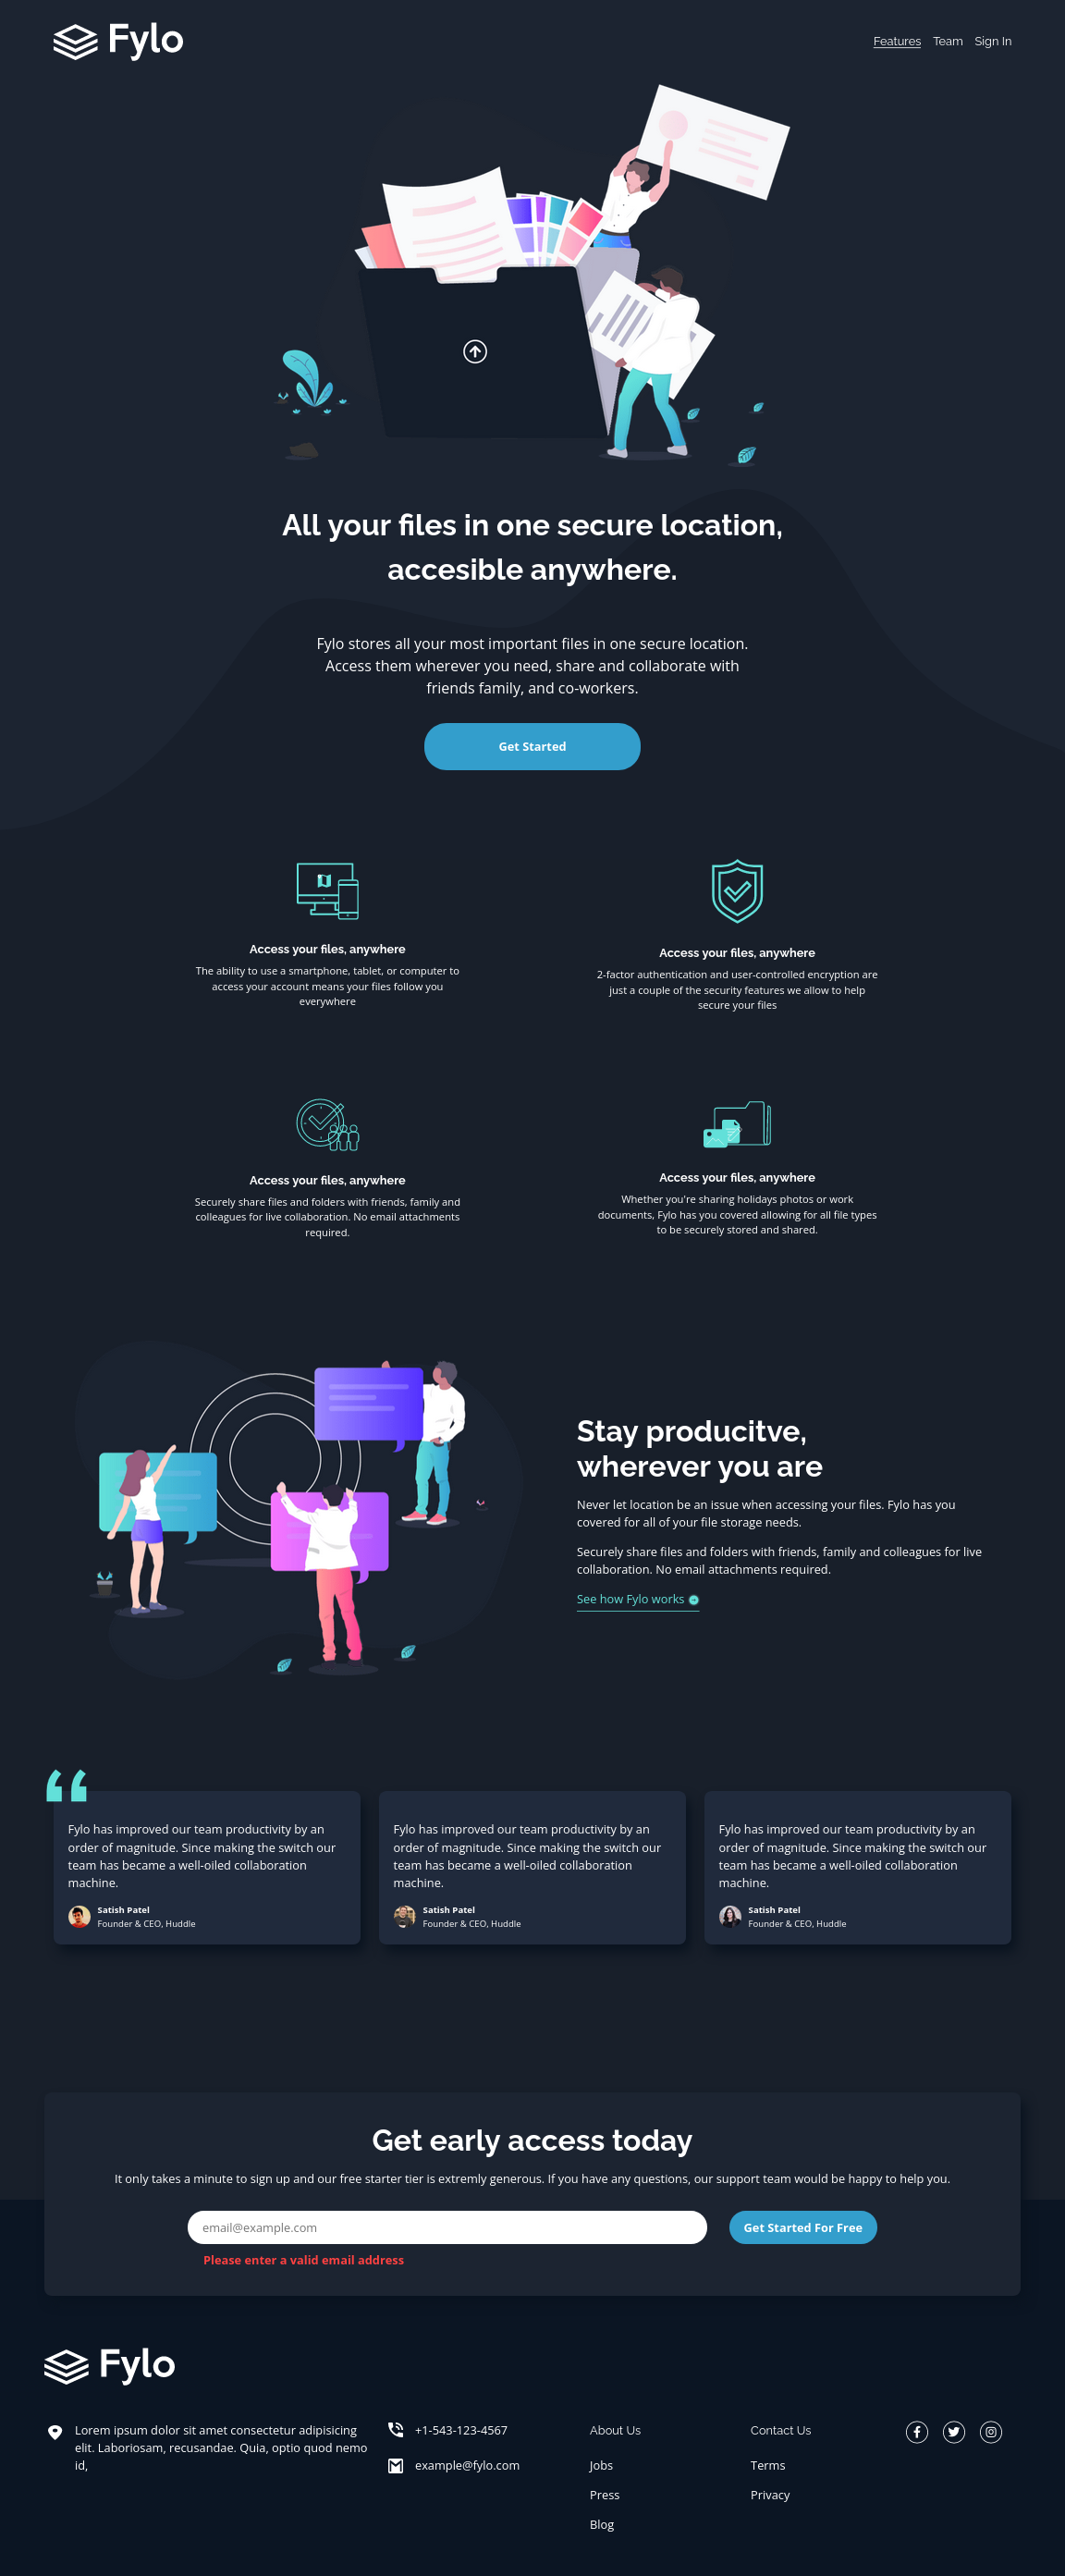 Fylo
Features Team Sign In
All your files in one secure location,
accesible anywhere.
Fylo stores all your most important files in one secure location.
Access them wherever you need, share and collaborate with
friends family, and co-workers.
Get Started
Access your files, anywhere
The ability to use a smartphone, tablet, or computer to
access your account means your files follow you
everywhere
Access your files, anywhere
2-factor authentication and user-controlled encryption are
just a couple of the security features we allow to help
secure your files
Access your files, anywhere
Securely share files and folders with friends, family and
colleagues for live collaboration. No email attachments
required.
Access your files, anywhere
Whether you're sharing holidays photos or work
documents, Fylo has you covered allowing for all file types
to be securely stored and shared.
Stay producitve,
wherever you are
Never let location be an issue when accessing your files. Fylo has you
covered for all of your file storage needs.
Securely share files and folders with friends, family and colleagues for live
collaboration. No email attachments required.
See how Fylo works
Fylo has improved our team productivity by an
order of magnitude. Since making the switch our
team has became a well-oiled collaboration
machine.
Satish Patel
Founder & CEO, Huddle
Fylo has improved our team productivity by an
order of magnitude. Since making the switch our
team has became a well-oiled collaboration
machine.
Satish Patel
Founder & CEO, Huddle
Fylo has improved our team productivity by an
order of magnitude. Since making the switch our
team has became a well-oiled collaboration
machine.
Satish Patel
Founder & CEO, Huddle
Get early access today
It only takes a minute to sign up and our free starter tier is extremly generous. If you have any questions, our support team would be happy to help you.
email@example.com
Get Started For Free
Please enter a valid email address
Fylo
Lorem ipsum dolor sit amet consectetur adipisicing
elit. Laboriosam, recusandae. Quia, optio quod nemo
id,
+1-543-123-4567
example@fylo.com
About Us
Jobs
Press
Blog
Contact Us
Terms
Privacy